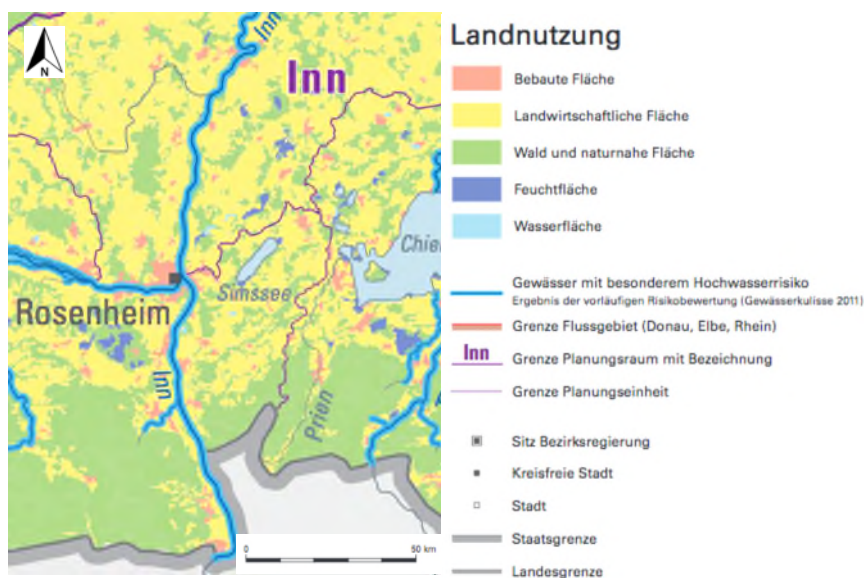 N
Inn
Inn
Chie
Simssee
Rosenheim
Inn
Prien
0
50 km
Landnutzung
Bebaute Fläche
Landwirtschaftliche Fläche
Wald und naturnahe Fläche
Feuchtfläche
Wasserfläche
Gewässer mit besonderem Hochwasserrisiko
Ergebnis der vorläufigen Risikobewertung (Gewässerkulisse 2011)
Grenze Flussgebiet (Donau, Elbe, Rhein)
Inn Grenze Planungsraum mit Bezeichnung
Grenze Planungseinheit
Sitz Bezirksregierung
Kreisfreie Stadt
Stadt
Staatsgrenze
Landesgrenze